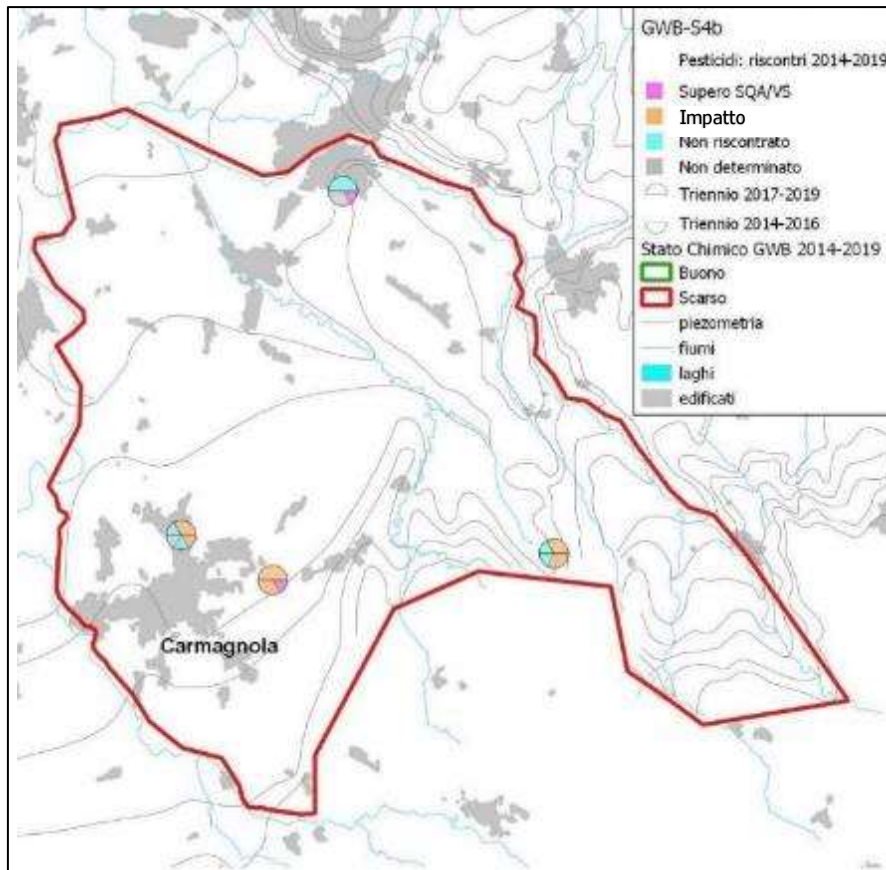 GWB-S4b
Pesticidi: riscontri 2014-2019
Supero SQA/VS
Impatto
Non riscontrato
Non determinato
Triennio 2017-2019
Triennio 2014-2016
Stato Chimico GWB 2014-2019
Buono
Scarso
piezometria
fiumi
laghi
edificati
Carmagnola